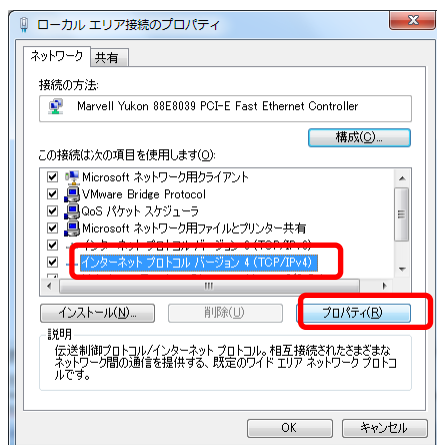 ローカル エリア接続のプロパティ
ネットワーク 共有
接続の方法:
Marvell Yukon 88E8039 PCI-E Fast Ethernet Controller
構成(C)...
この接続は次の項目を使用します(O):
Microsoft ネットワーク用クライアント
VMware Bridge Protocol
QoS パケット スケジューラ
Microsoft ネットワーク用ファイルとプリンター共有
インターネット プロトコル バージョン 6 (TCP/IPv6)
インターネット プロトコル バージョン 4 (TCP/IPv4)
インストール(N)... 削除(U) プロパティ(R)
説明
伝送制御プロトコル/インターネット プロトコル。相互接続されたさまざまな
ネットワーク間の通信を提供する、既定のワイド エリア ネットワーク プロトコ
ルです。
OK キャンセル